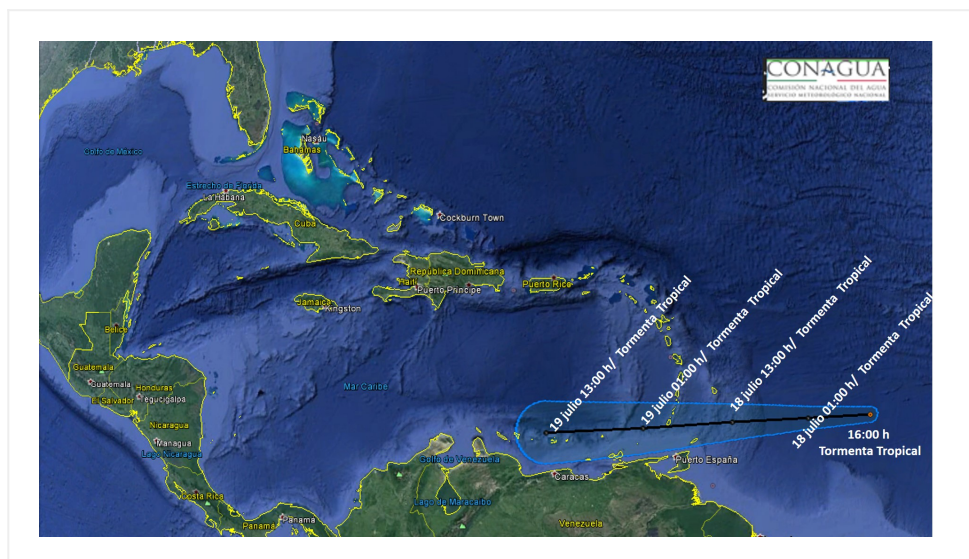 CONAGUA
COMISIÓN NACIONAL DEL AGUA
SERVICIO METEOROLÓGICO NACIONAL
Golfo de México
Nasáu
Bahamas
Estrecho de Florida
La Habana
Cuba
Cockburn Town
República Dominicana
Haití
Puerto Príncipe
Puerto Rico
Jamaica
Kingston
Belice
Guatemala
Guatemala
Honduras
Tegucigalpa
El Salvador
Nicaragua
Managua
Lago Nicaragua
Costa Rica
Panamá
Panamá
Mar Caribe
19 julio 13:00 h/ Tormenta Tropical
19 julio 01:00 h/ Tormenta Tropical
18 julio 13:00 h/ Tormenta Tropical
18 julio 01:00 h/ Tormenta Tropical
16:00 h
Tormenta Tropical
Golfo de Venezuela
Caracas
Puerto España
Lago de Maracaibo
Venezuela